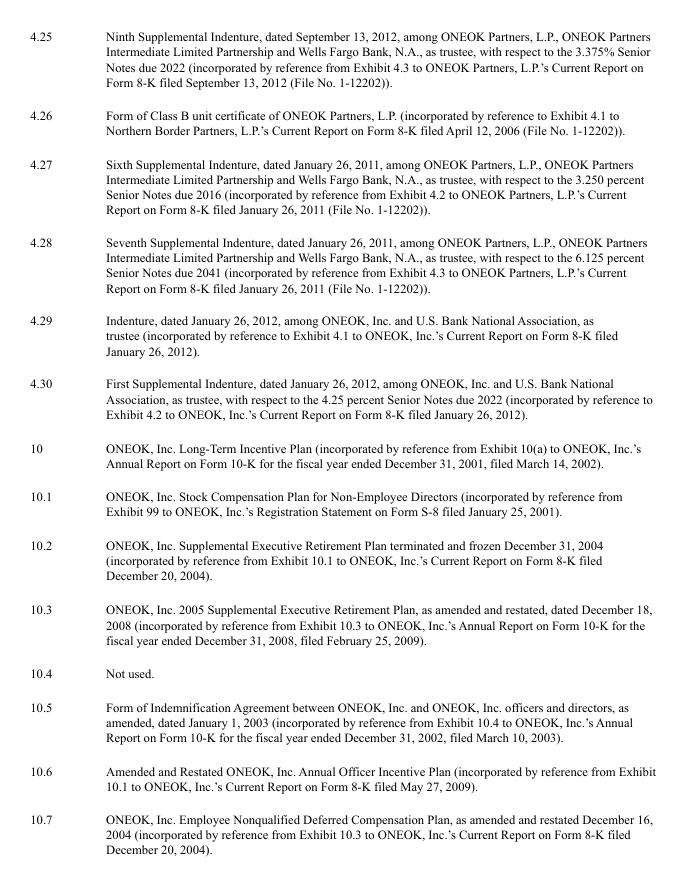 4.25 Ninth Supplemental Indenture, dated September 13, 2012, among ONEOK Partners, L.P., ONEOK Partners
Intermediate Limited Partnership and Wells Fargo Bank, N.A., as trustee, with respect to the 3.375% Senior
Notes due 2022 (incorporated by reference from Exhibit 4.3 to ONEOK Partners, L.P.’s Current Report on
Form 8-K filed September 13, 2012 (File No. 1-12202)).
4.26 Form of Class B unit certificate of ONEOK Partners, L.P. (incorporated by reference to Exhibit 4.1 to
Northern Border Partners, L.P.’s Current Report on Form 8-K filed April 12, 2006 (File No. 1-12202)).
4.27 Sixth Supplemental Indenture, dated January 26, 2011, among ONEOK Partners, L.P., ONEOK Partners
Intermediate Limited Partnership and Wells Fargo Bank, N.A., as trustee, with respect to the 3.250 percent
Senior Notes due 2016 (incorporated by reference from Exhibit 4.2 to ONEOK Partners, L.P.’s Current
Report on Form 8-K filed January 26, 2011 (File No. 1-12202)).
4.28 Seventh Supplemental Indenture, dated January 26, 2011, among ONEOK Partners, L.P., ONEOK Partners
Intermediate Limited Partnership and Wells Fargo Bank, N.A., as trustee, with respect to the 6.125 percent
Senior Notes due 2041 (incorporated by reference from Exhibit 4.3 to ONEOK Partners, L.P.’s Current
Report on Form 8-K filed January 26, 2011 (File No. 1-12202)).
4.29 Indenture, dated January 26, 2012, among ONEOK, Inc. and U.S. Bank National Association, as
trustee (incorporated by reference to Exhibit 4.1 to ONEOK, Inc.’s Current Report on Form 8-K filed
January 26, 2012).
4.30 First Supplemental Indenture, dated January 26, 2012, among ONEOK, Inc. and U.S. Bank National
Association, as trustee, with respect to the 4.25 percent Senior Notes due 2022 (incorporated by reference to
Exhibit 4.2 to ONEOK, Inc.’s Current Report on Form 8-K filed January 26, 2012).
10 ONEOK, Inc. Long-Term Incentive Plan (incorporated by reference from Exhibit 10(a) to ONEOK, Inc.’s
Annual Report on Form 10-K for the fiscal year ended December 31, 2001, filed March 14, 2002).
10.1 ONEOK, Inc. Stock Compensation Plan for Non-Employee Directors (incorporated by reference from
Exhibit 99 to ONEOK, Inc.’s Registration Statement on Form S-8 filed January 25, 2001).
10.2 ONEOK, Inc. Supplemental Executive Retirement Plan terminated and frozen December 31, 2004
(incorporated by reference from Exhibit 10.1 to ONEOK, Inc.’s Current Report on Form 8-K filed
December 20, 2004).
10.3 ONEOK, Inc. 2005 Supplemental Executive Retirement Plan, as amended and restated, dated December 18,
2008 (incorporated by reference from Exhibit 10.3 to ONEOK, Inc.’s Annual Report on Form 10-K for the
fiscal year ended December 31, 2008, filed February 25, 2009).
10.4 Not used.
10.5 Form of Indemnification Agreement between ONEOK, Inc. and ONEOK, Inc. officers and directors, as
amended, dated January 1, 2003 (incorporated by reference from Exhibit 10.4 to ONEOK, Inc.’s Annual
Report on Form 10-K for the fiscal year ended December 31, 2002, filed March 10, 2003).
10.6 Amended and Restated ONEOK, Inc. Annual Officer Incentive Plan (incorporated by reference from Exhibit
10.1 to ONEOK, Inc.’s Current Report on Form 8-K filed May 27, 2009).
10.7 ONEOK, Inc. Employee Nonqualified Deferred Compensation Plan, as amended and restated December 16,
2004 (incorporated by reference from Exhibit 10.3 to ONEOK, Inc.’s Current Report on Form 8-K filed
December 20, 2004).